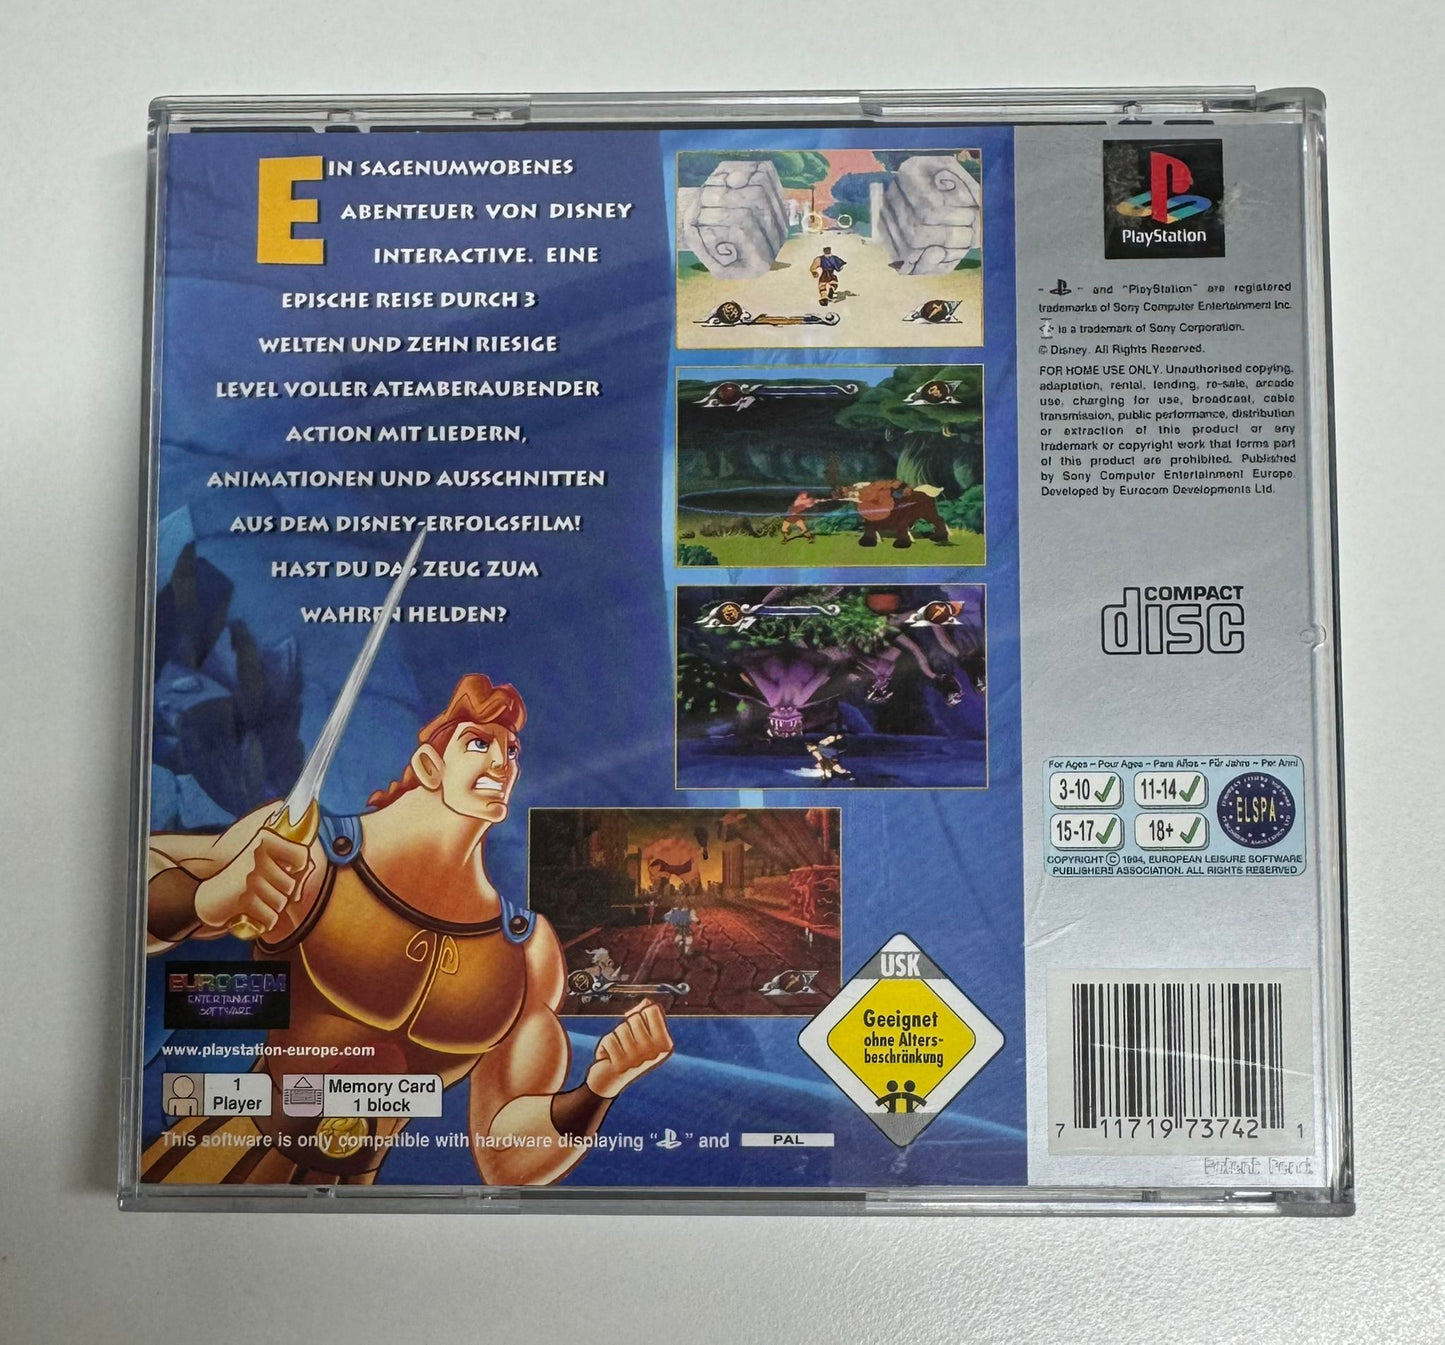 EIN SAGENUMWOBENES
ABENTEUER VON DISNEY
INTERACTIVE. EINE
EPISCHE REISE DURCH 3
WELTEN UND ZEHN RIESIGE
LEVEL VOLLER ATEMBERAUBENDER
ACTION MIT LIEDERN,
ANIMATIONEN UND AUSSCHNITTEN
AUS DEM DISNEY-ERFOLGSFILM!
HAST DU DAS ZEUG ZUM
WAHREN HELDEN?
EUROCOM
ENTERTAINMENT
SOFTWARE
www.playstation-europe.com
1
Player
Memory Card
1 block
This software is only compatible with hardware displaying " " and PAL
USK
Geeignet
ohne Alters-
beschränkung
PlayStation
" " and "PlayStation" are registered
trademarks of Sony Computer Entertainment Inc.
is a trademark of Sony Corporation.
© Disney. All Rights Reserved.
FOR HOME USE ONLY. Unauthorised copying,
adaptation, rental, lending, re-sale, arcade
use, charging for use, broadcast, cable
transmission, public performance, distribution
or extraction of this product or any
trademark or copyright work that forms part
of this product are prohibited. Published
by Sony Computer Entertainment Europe.
Developed by Eurocom Developments Ltd.
COMPACT
disc
For Ages – Pour Ages – Para Años – Für Jahre – Per Anni
3-10 11-14
15-17 18+
ELSPA
COPYRIGHT © 1994, EUROPEAN LEISURE SOFTWARE
PUBLISHERS ASSOCIATION. ALL RIGHTS RESERVED
7 11719 73742 1
Patent Pend.